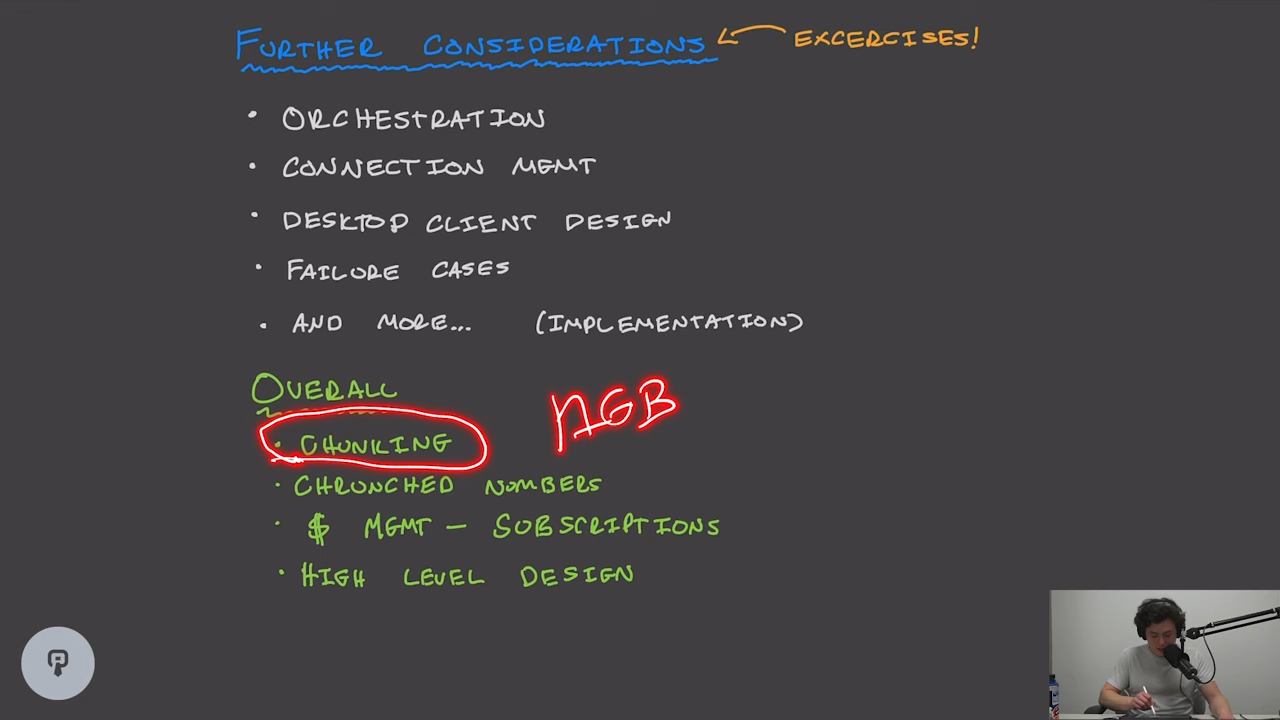 FURTHER CONSIDERATIONS EXCERCISES!
• ORCHESTRATION
• CONNECTION MGMT
• DESKTOP CLIENT DESIGN
• FAILURE CASES
• AND MORE... (IMPLEMENTATION)
OVERALL
• CHUNKING
• CHRUNCHED NUMBERS
• $ MGMT – SUBSCRIPTIONS
• HIGH LEVEL DESIGN